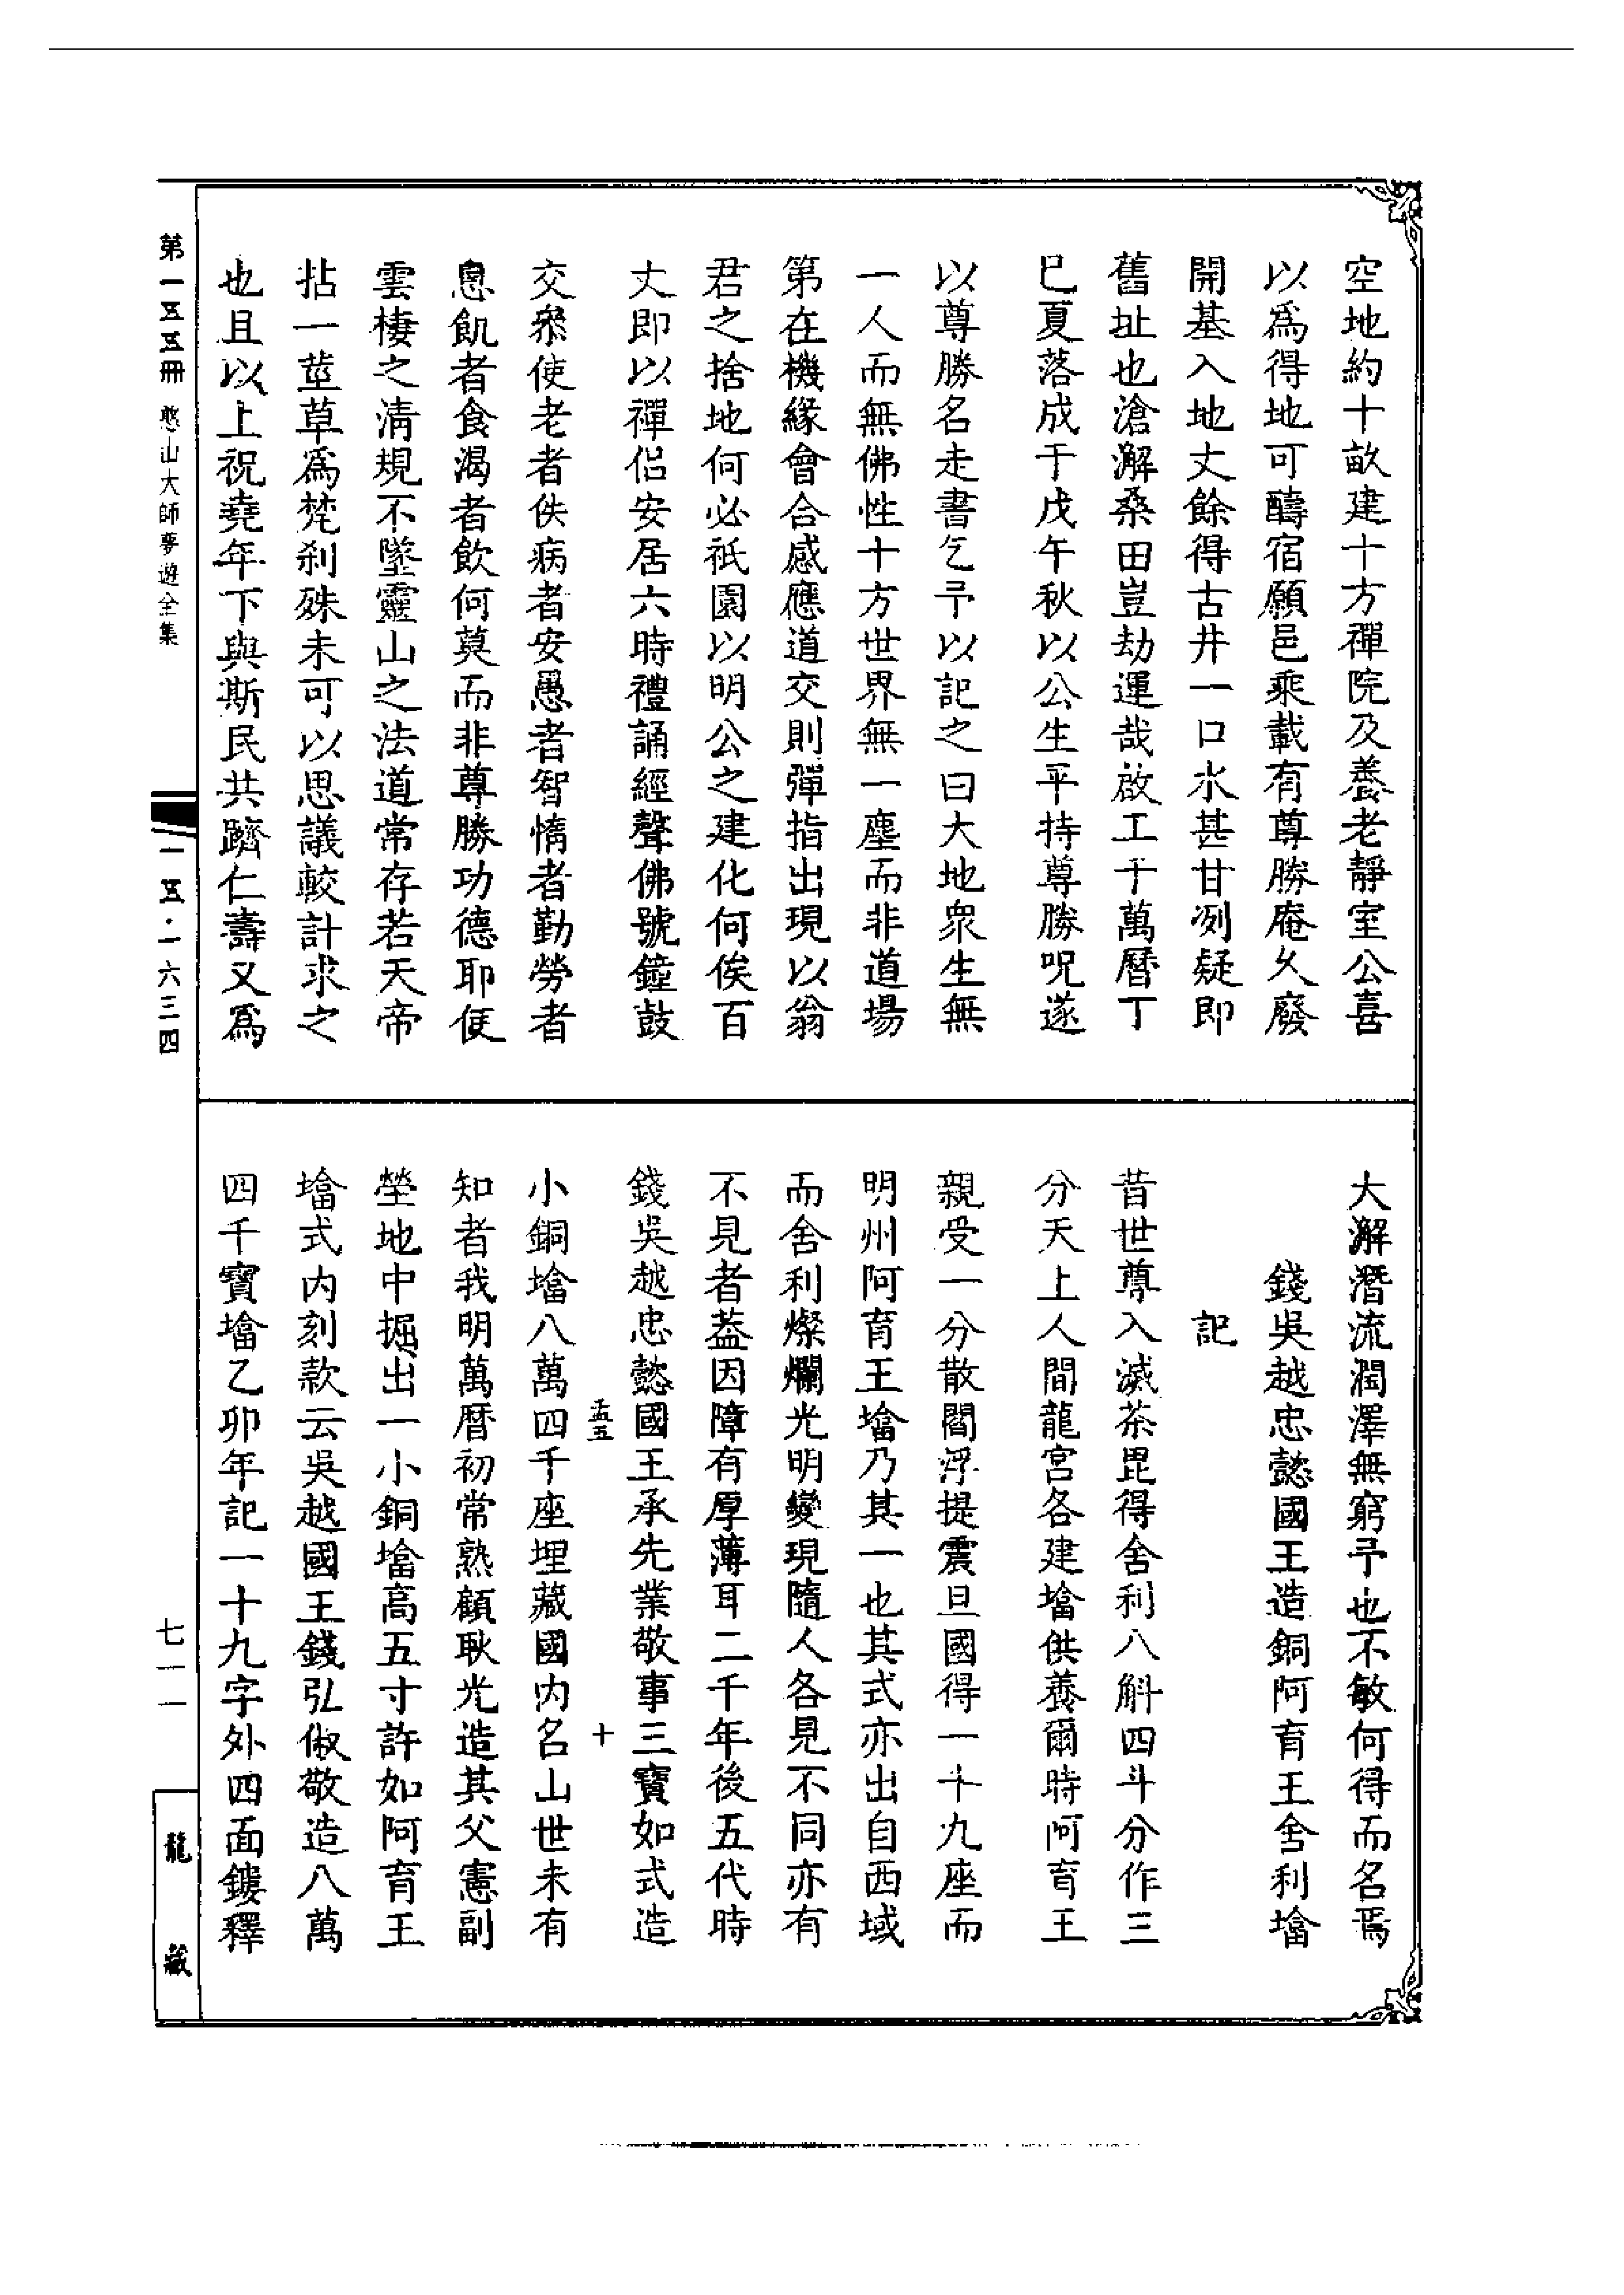 空地約十畝建十方禪院及養老靜室公喜
以爲得地可醻宿願邑乘載有尊勝庵久廢
開基入地丈餘得古井一口水甚甘冽疑即
舊址也滄澥桑田豈劫運哉啟工于萬曆丁
巳夏落成于戊午秋以公生平持尊勝呪遂
以尊勝名走書乞予以記之曰大地衆生無
一人而無佛性十方世界無一塵而非道場
第在機緣會合感應道交則彈指出現以翁
君之捨地何必祇園以明公之建化何俟百
丈即以禪侶安居六時禮誦經聲佛號鐘鼓
交叅使老者佚病者安愚者智惰者勤勞者
息飢者食渴者飲何莫而非尊勝功德耶便
雲棲之清規不墜靈山之法道常存若天帝
拈一莖草爲梵刹殊未可以思議較計求之
也且以上祝堯年下與斯民共躋仁壽又爲
大澥潛流潤澤無窮予也不敏何得而名焉
錢吳越忠懿國王造銅阿育王舍利墖
記
昔世尊入滅茶毘得舍利八斛四斗分作三
分天上人間龍宮各建墖供養爾時阿育王
親受一分散閻浮提震旦國得一十九座而
明州阿育王墖乃其一也其式亦出自西域
而舍利燦爛光明變現隨人各見不同亦有
不見者葢因障有厚薄耳二千年後五代時
錢吳越忠懿國王承先業敬事三寶如式造
孟五
十
小銅墖八萬四千座埋藏國內名山世未有
知者我明萬曆初常熟顧耿光造其父憲副
塋地中掘出一小銅墖高五寸許如阿育王
墖式內刻款云吳越國王錢弘俶敬造八萬
四千寶墖乙卯年記一十九字外四面鏤釋
第一五五冊 憨山大師夢遊全集
一五五・一六三四
七一一
龍藏